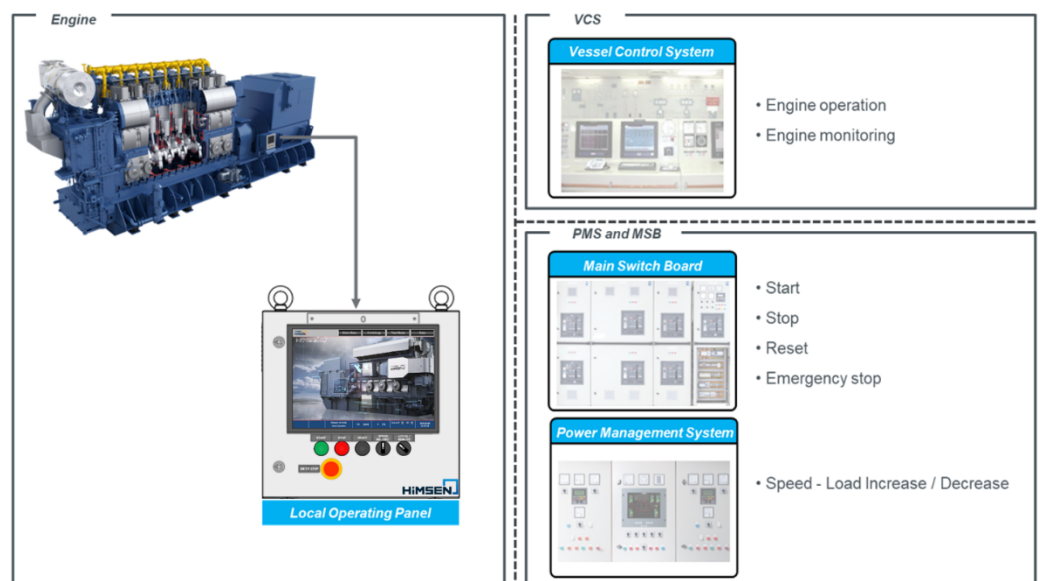 Engine
VCS
Vessel Control System
• Engine operation
• Engine monitoring
PMS and MSB
Main Switch Board
• Start
• Stop
• Reset
• Emergency stop
Power Management System
• Speed - Load Increase / Decrease
HiMSEN
Local Operating Panel